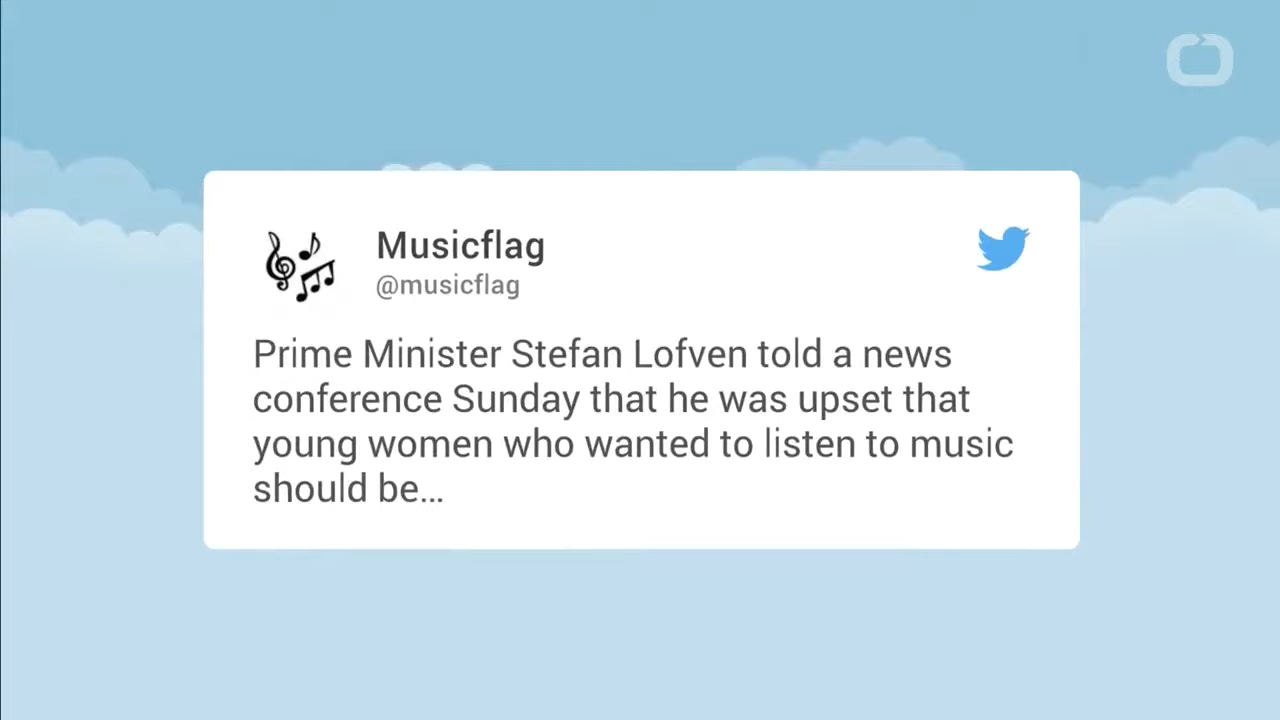 Musicflag
@musicflag
Prime Minister Stefan Lofven told a news
conference Sunday that he was upset that
young women who wanted to listen to music
should be…